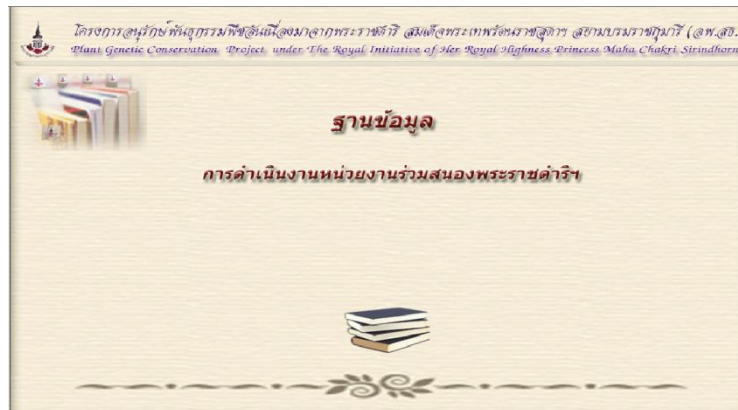 โครงการอนุรักษ์พันธุกรรมพืชอันเนื่องมาจากพระราชดำริ สมเด็จพระเทพรัตนราชสุดาฯ สยามบรมราชกุมารี (อพ.สธ.
Plant Genetic Conservation Project under The Royal Initiative of Her Royal Highness Princess Maha Chakri Sirindhorn
ฐานข้อมูล
การดำเนินงานหน่วยงานร่วมสนองพระราชดำริฯ